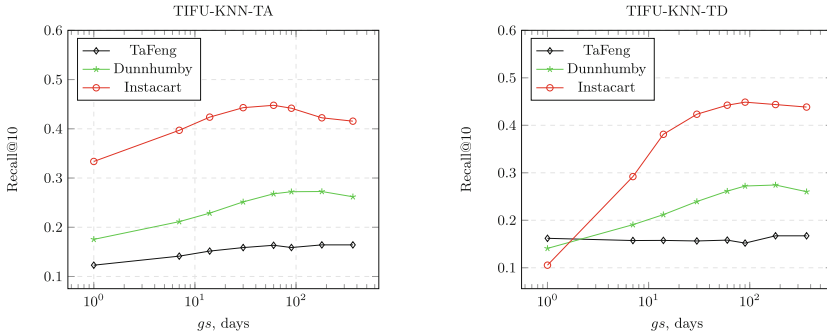 TIFU-KNN-TA
0.6
0.5
0.4
0.3
0.2
0.1
Recall@10
TaFeng
Dunnhumby
Instacart
10^0
10^1
10^2
gs, days
TIFU-KNN-TD
0.6
0.5
0.4
0.3
0.2
0.1
Recall@10
TaFeng
Dunnhumby
Instacart
10^0
10^1
10^2
gs, days